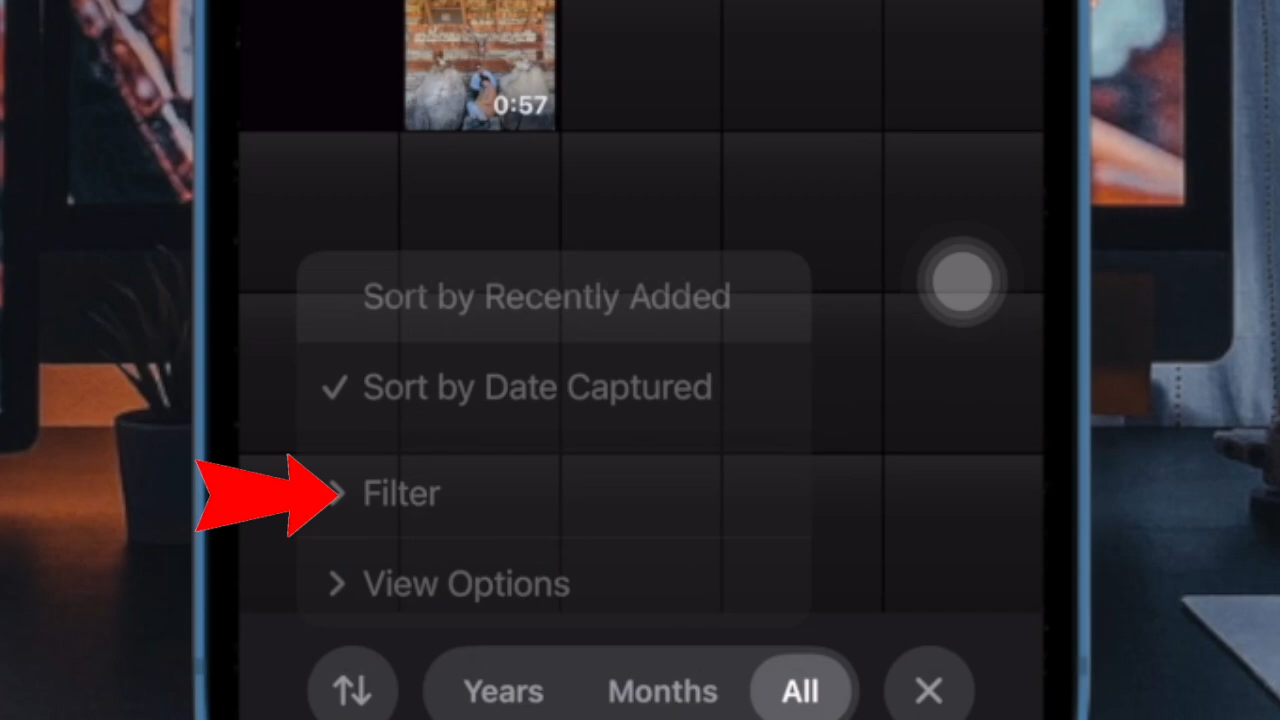 0:57
Sort by Recently Added
Sort by Date Captured
Filter
View Options
Years Months All